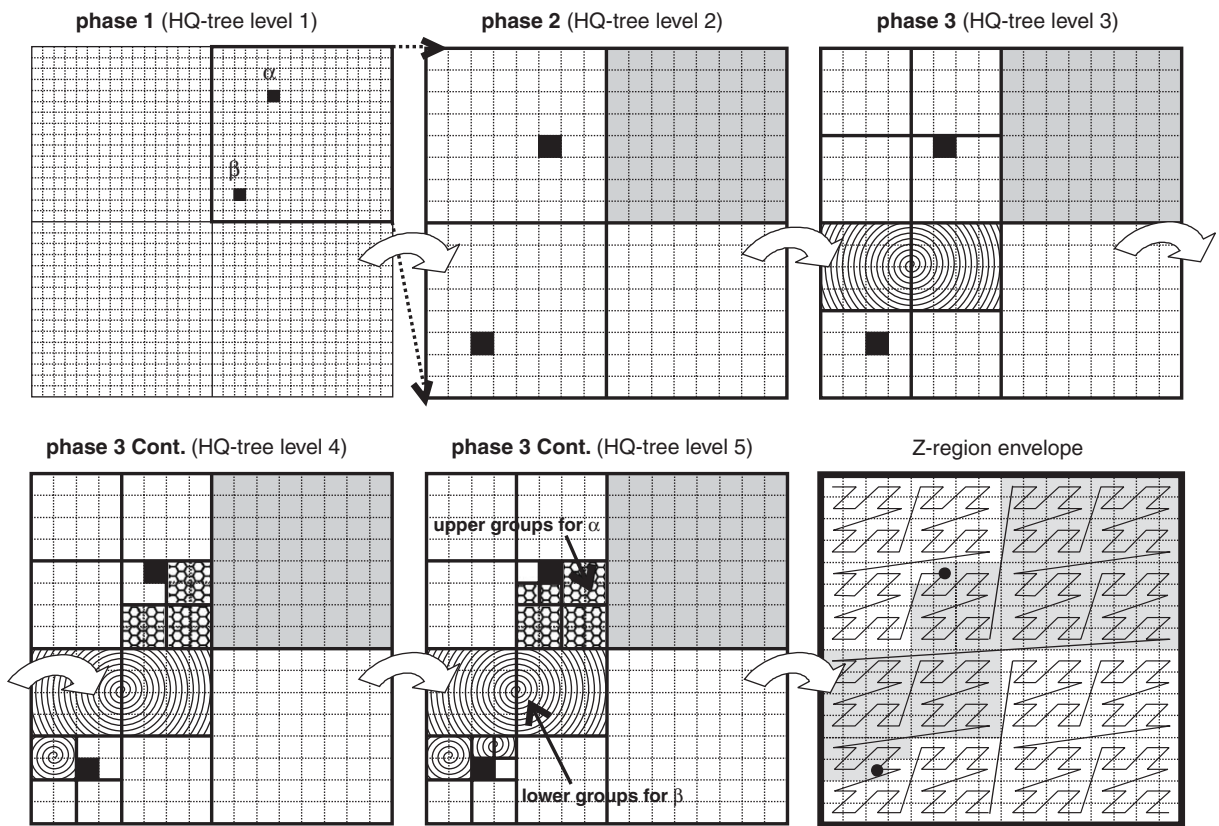 phase 1 (HQ-tree level 1)
phase 2 (HQ-tree level 2)
phase 3 (HQ-tree level 3)
α
β
phase 3 Cont. (HQ-tree level 4)
phase 3 Cont. (HQ-tree level 5)
Z-region envelope
upper groups for α
lower groups for β